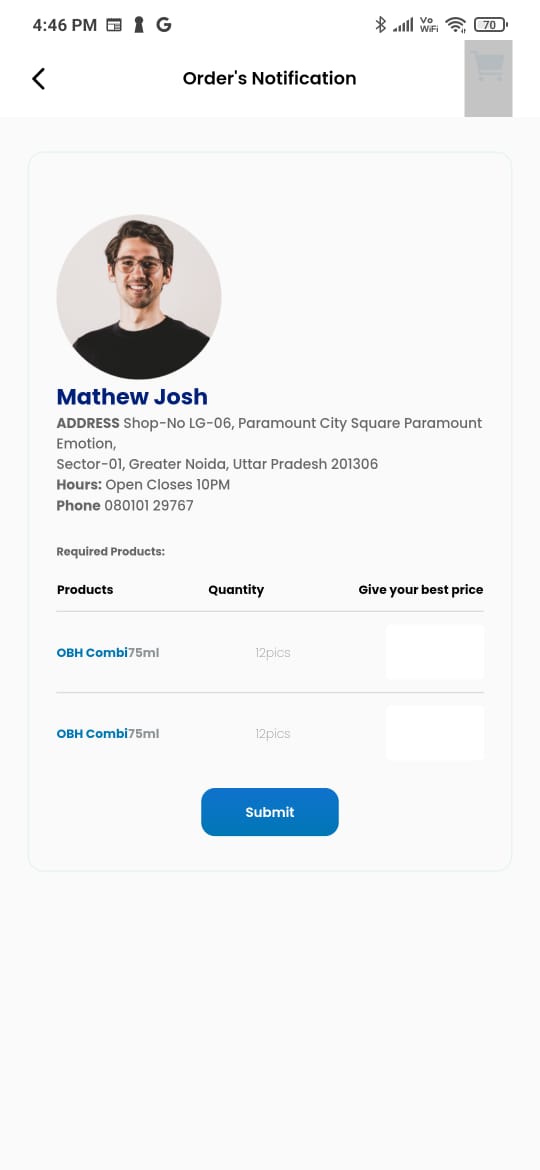 4:46 PM G Vo WiFi 70
Order's Notification
Mathew Josh
ADDRESS Shop-No LG-06, Paramount City Square Paramount
Emotion,
Sector-01, Greater Noida, Uttar Pradesh 201306
Hours: Open Closes 10PM
Phone 080101 29767
Required Products:
Products Quantity Give your best price
OBH Combi75ml 12pics
OBH Combi75ml 12pics
Submit